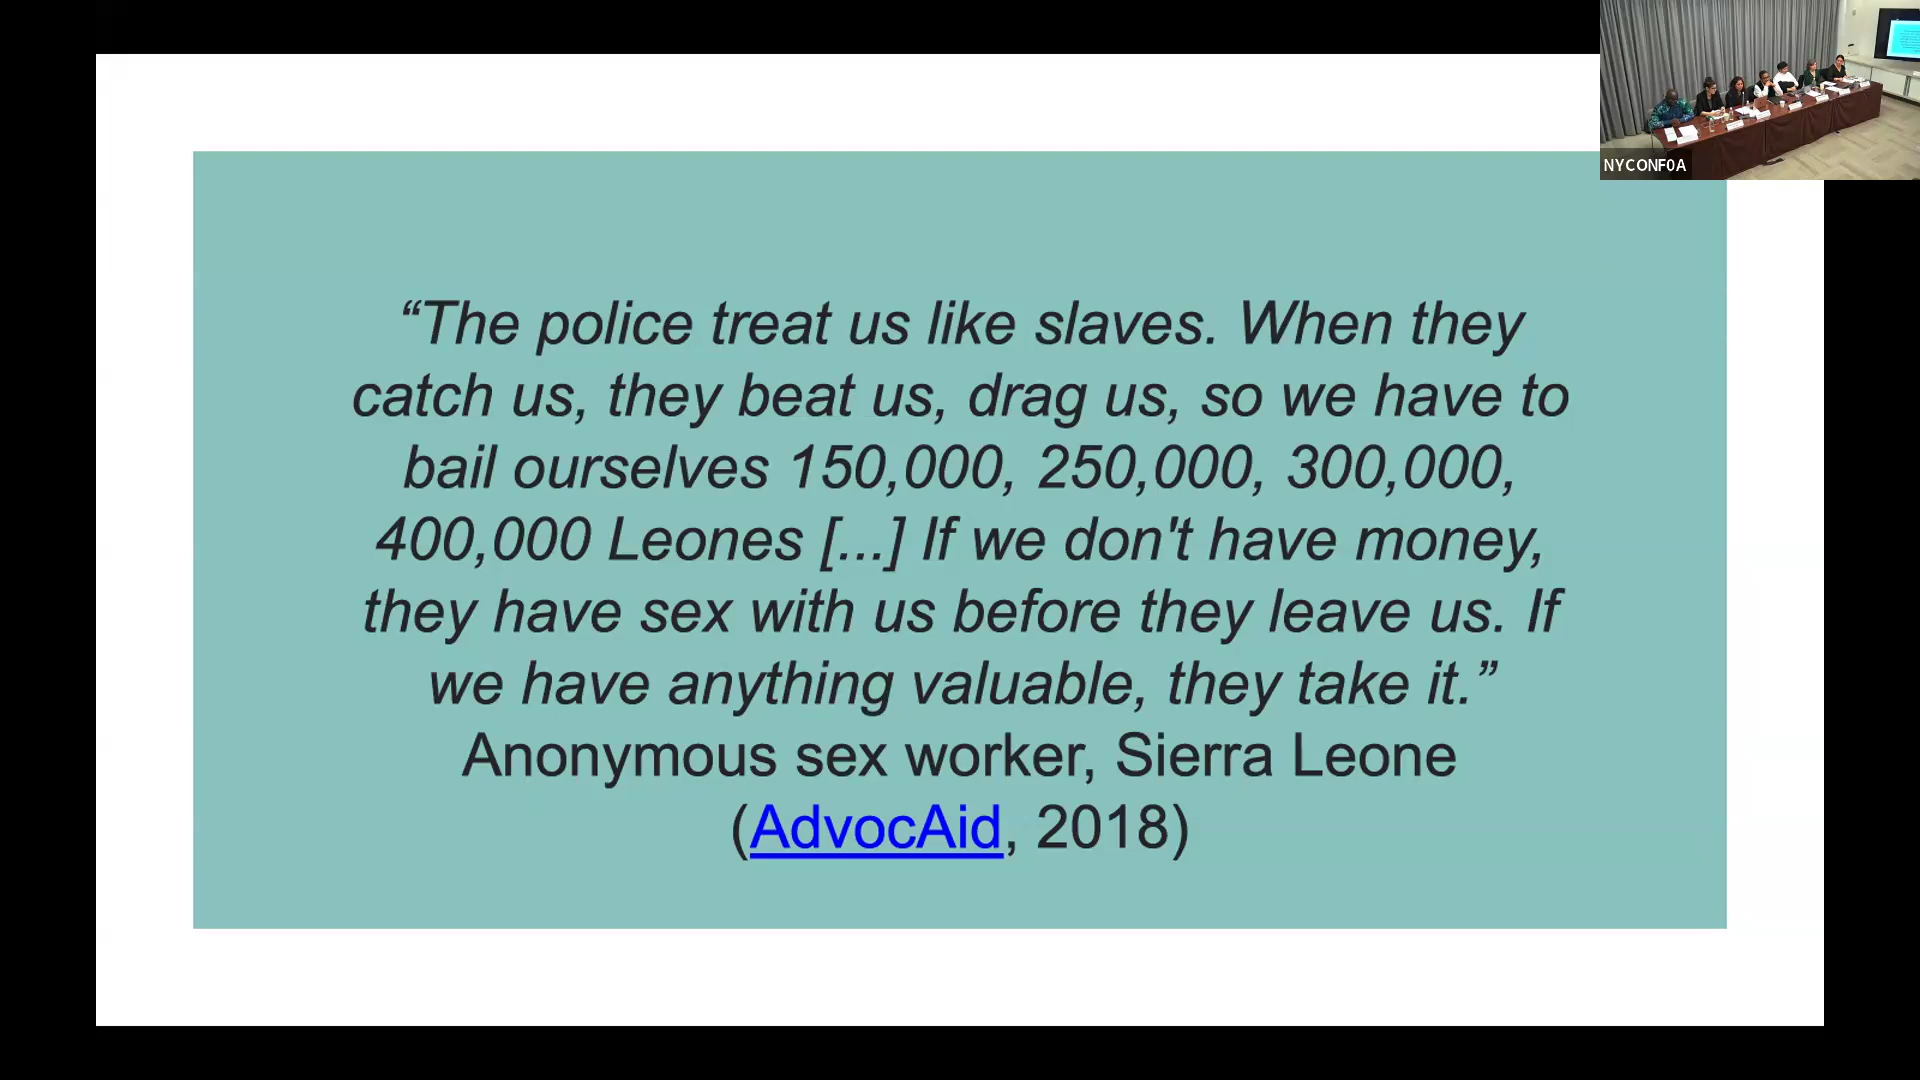 NYCONF0A
“The police treat us like slaves. When they
catch us, they beat us, drag us, so we have to
bail ourselves 150,000, 250,000, 300,000,
400,000 Leones [...] If we don't have money,
they have sex with us before they leave us. If
we have anything valuable, they take it.”
Anonymous sex worker, Sierra Leone
(AdvocAid, 2018)